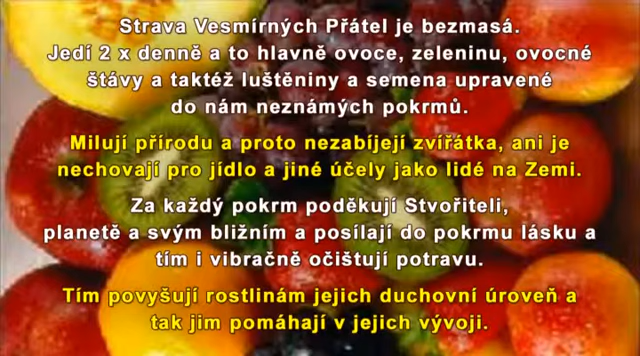 Strava Vesmírných Přátel je bezmasá.
Jedí 2 x denně a to hlavně ovoce, zeleninu, ovocné
šťávy a taktéž luštěniny a semena upravené
do nám neznámých pokrmů.
Milují přírodu a proto nezabíjejí zvířátka, ani je
nechovají pro jídlo a jiné účely jako lidé na Zemi.
Za každý pokrm poděkují Stvořiteli,
planetě a svým bližním a posílají do pokrmu lásku a
tím i vibračně očištují potravu.
Tím povyšují rostlinám jejich duchovní úroveň a
tak jim pomáhají v jejich vývoji.